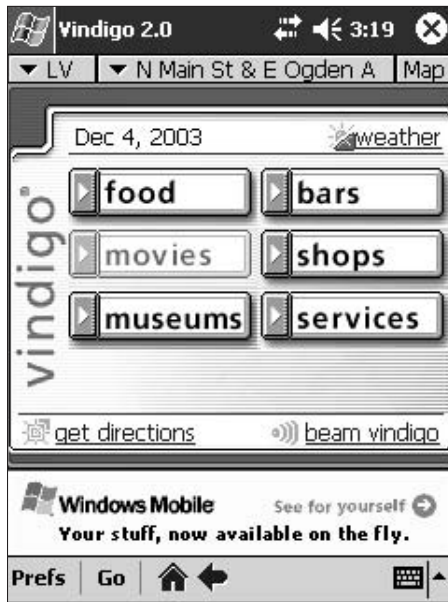 Vindigo 2.0 3:19
LV N Main St & E Ogden A Map
Dec 4, 2003 weather
vindigo
food bars
movies shops
museums services
get directions beam vindigo
Windows Mobile See for yourself
Your stuff, now available on the fly.
Prefs Go